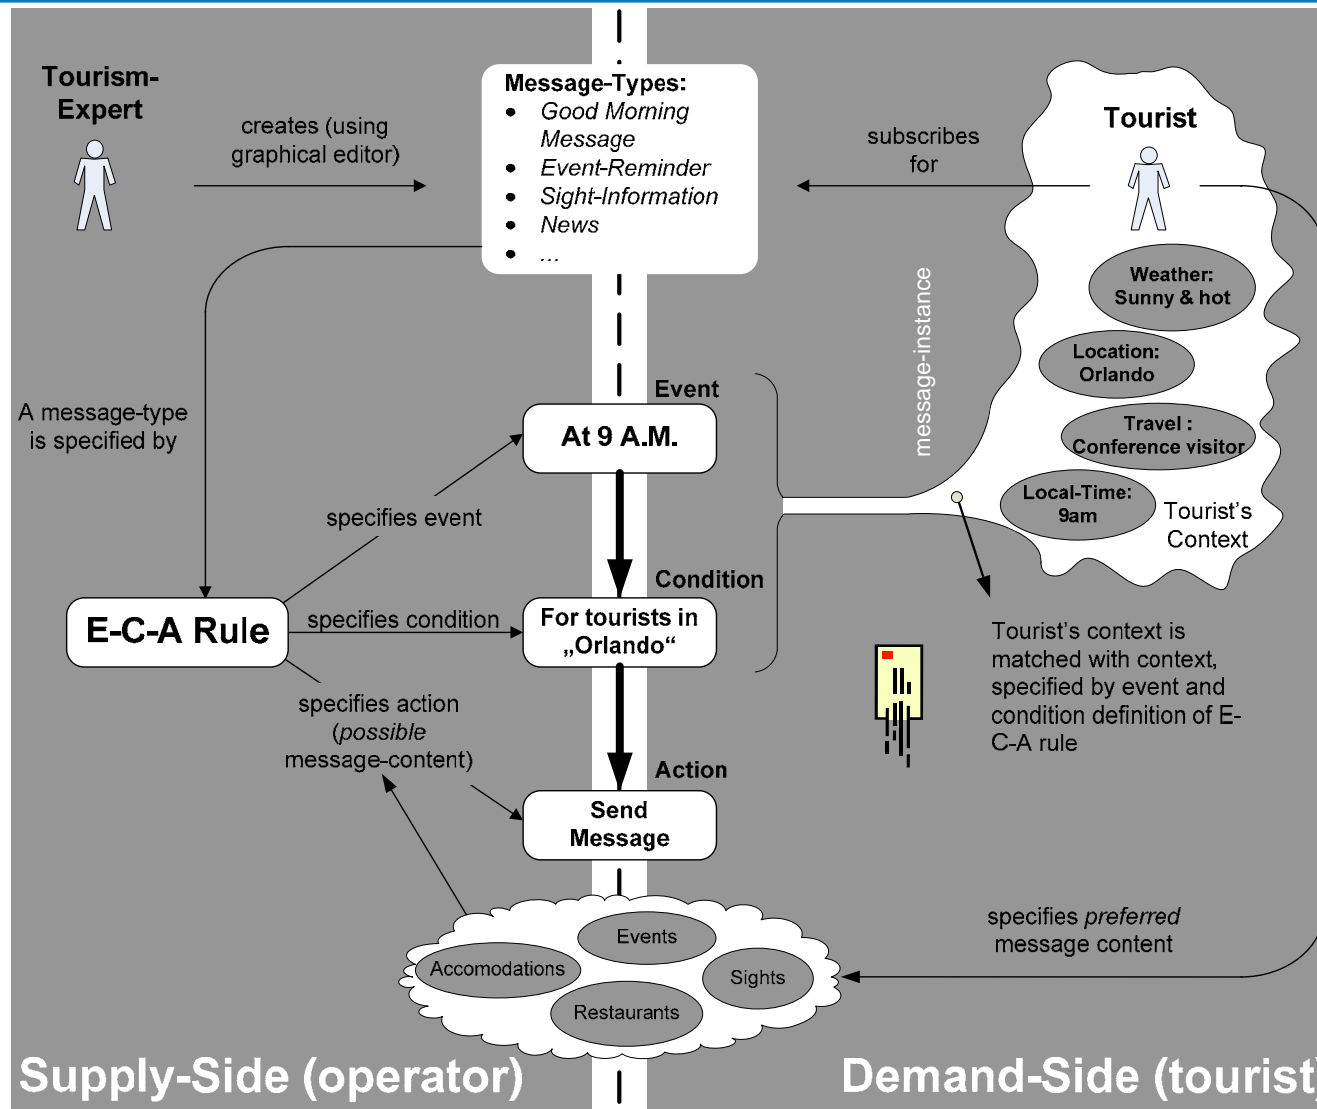 Tourism-
Expert
creates (using
graphical editor)
Message-Types:
• Good Morning
Message
• Event-Reminder
• Sight-Information
• News
• ...
subscribes
for
Tourist
Weather:
Sunny & hot
Location:
Orlando
Travel :
Conference visitor
Local-Time:
9am
Tourist's
Context
message-instance
A message-type
is specified by
Event
At 9 A.M.
specifies event
Condition
E-C-A Rule
specifies condition
For tourists in
„Orlando“
Tourist's context is
matched with context,
specified by event and
condition definition of E-
C-A rule
specifies action
(possible
message-content)
Action
Send
Message
Events
Accomodations
Sights
Restaurants
specifies preferred
message content
Supply-Side (operator)
Demand-Side (tourist)